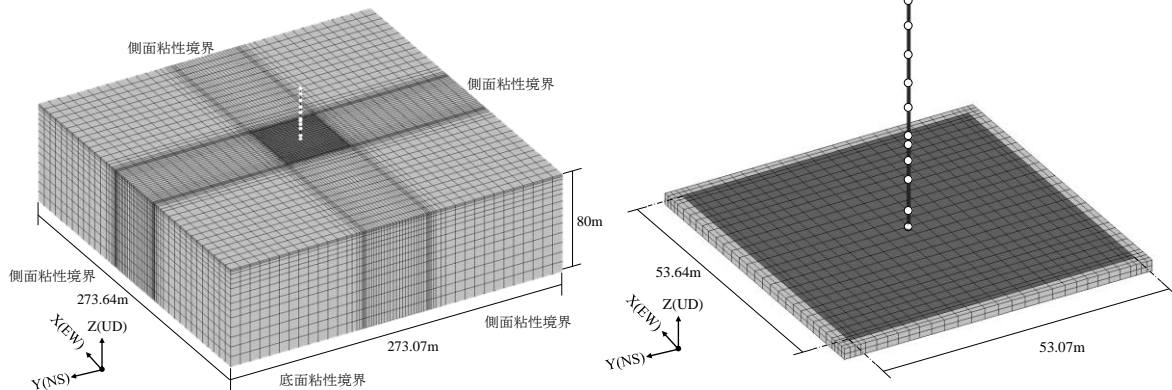 側面粘性境界
側面粘性境界
80m
側面粘性境界
273.64m
X(EW)
Z(UD)
Y(NS)
273.07m
側面粘性境界
底面粘性境界
53.64m
X(EW)
Z(UD)
Y(NS)
53.07m